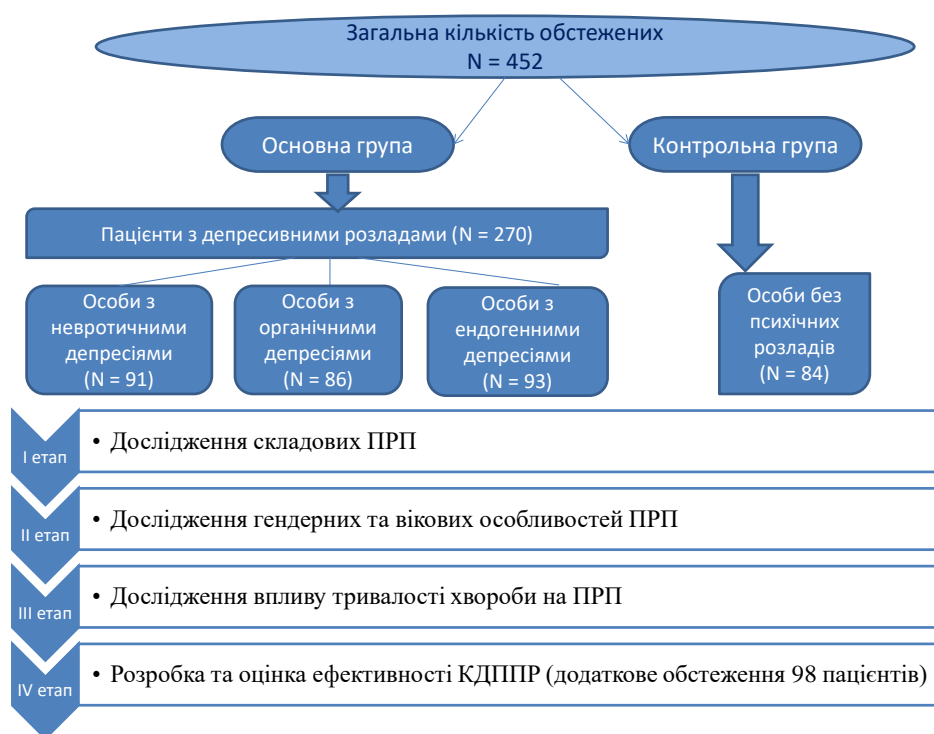 Загальна кількість обстежених
N = 452
Основна група
Контрольна група
Пацієнти з депресивними розладами (N = 270)
Особи з
невротичними
депресіями
(N = 91)
Особи з
органічними
депресіями
(N = 86)
Особи з
ендогенними
депресіями
(N = 93)
Особи без
психічних
розладів
(N = 84)
І етап
• Дослідження складових ПРП
ІІ етап
• Дослідження гендерних та вікових особливостей ПРП
ІІІ етап
• Дослідження впливу тривалості хвороби на ПРП
IV етап
• Розробка та оцінка ефективності КДППР (додаткове обстеження 98 пацієнтів)